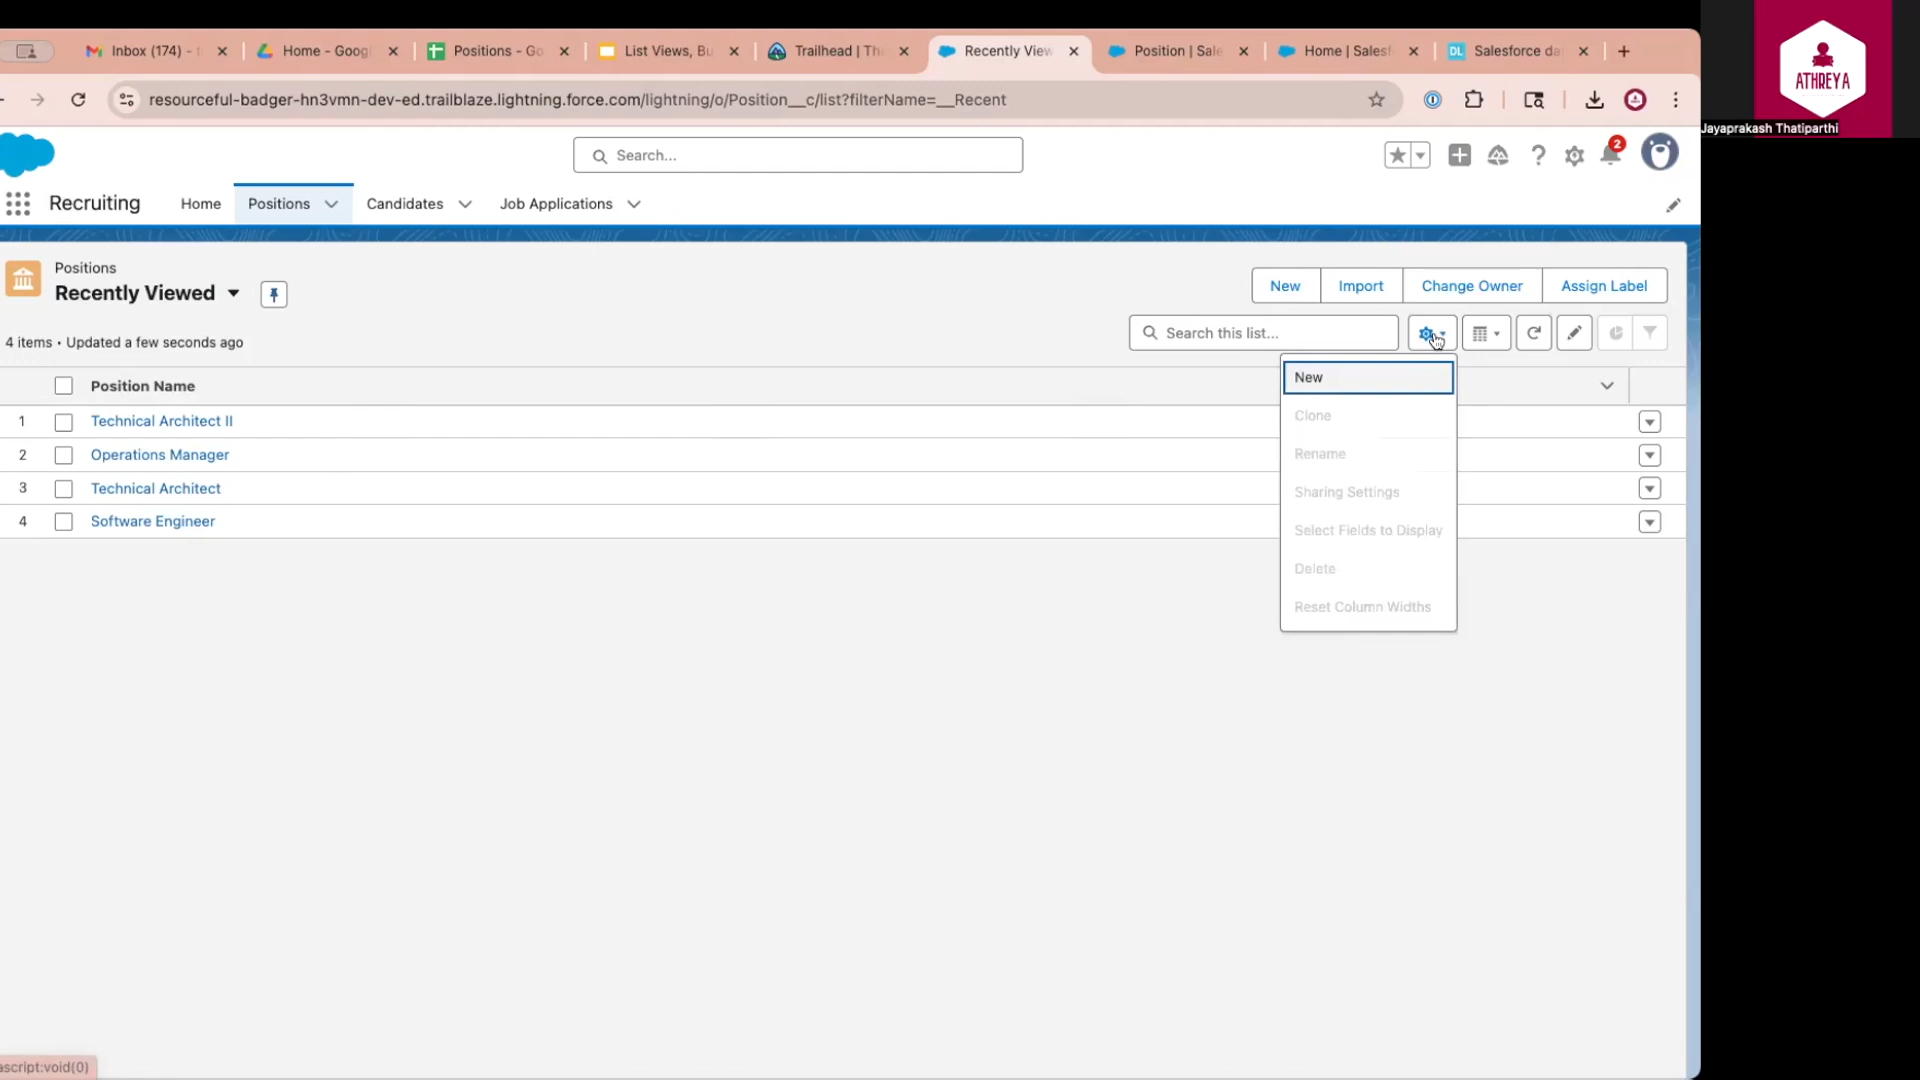 Inbox (174) -
Home - Goog
Positions - Go
List Views, Bu
Trailhead | Th
Recently View
Position | Sale
Home | Salesf
DL Salesforce da
resourceful-badger-hn3vmn-dev-ed.trailblaze.lightning.force.com/lightning/o/Position__c/list?filterName=__Recent
ATHREYA
Jayaprakash Thatiparthi
Search...
2
Recruiting
Home
Positions
Candidates
Job Applications
Positions
Recently Viewed
New
Import
Change Owner
Assign Label
4 items • Updated a few seconds ago
Search this list...
Position Name
1 Technical Architect II
2 Operations Manager
3 Technical Architect
4 Software Engineer
New
Clone
Rename
Sharing Settings
Select Fields to Display
Delete
Reset Column Widths
ascript:void(0)